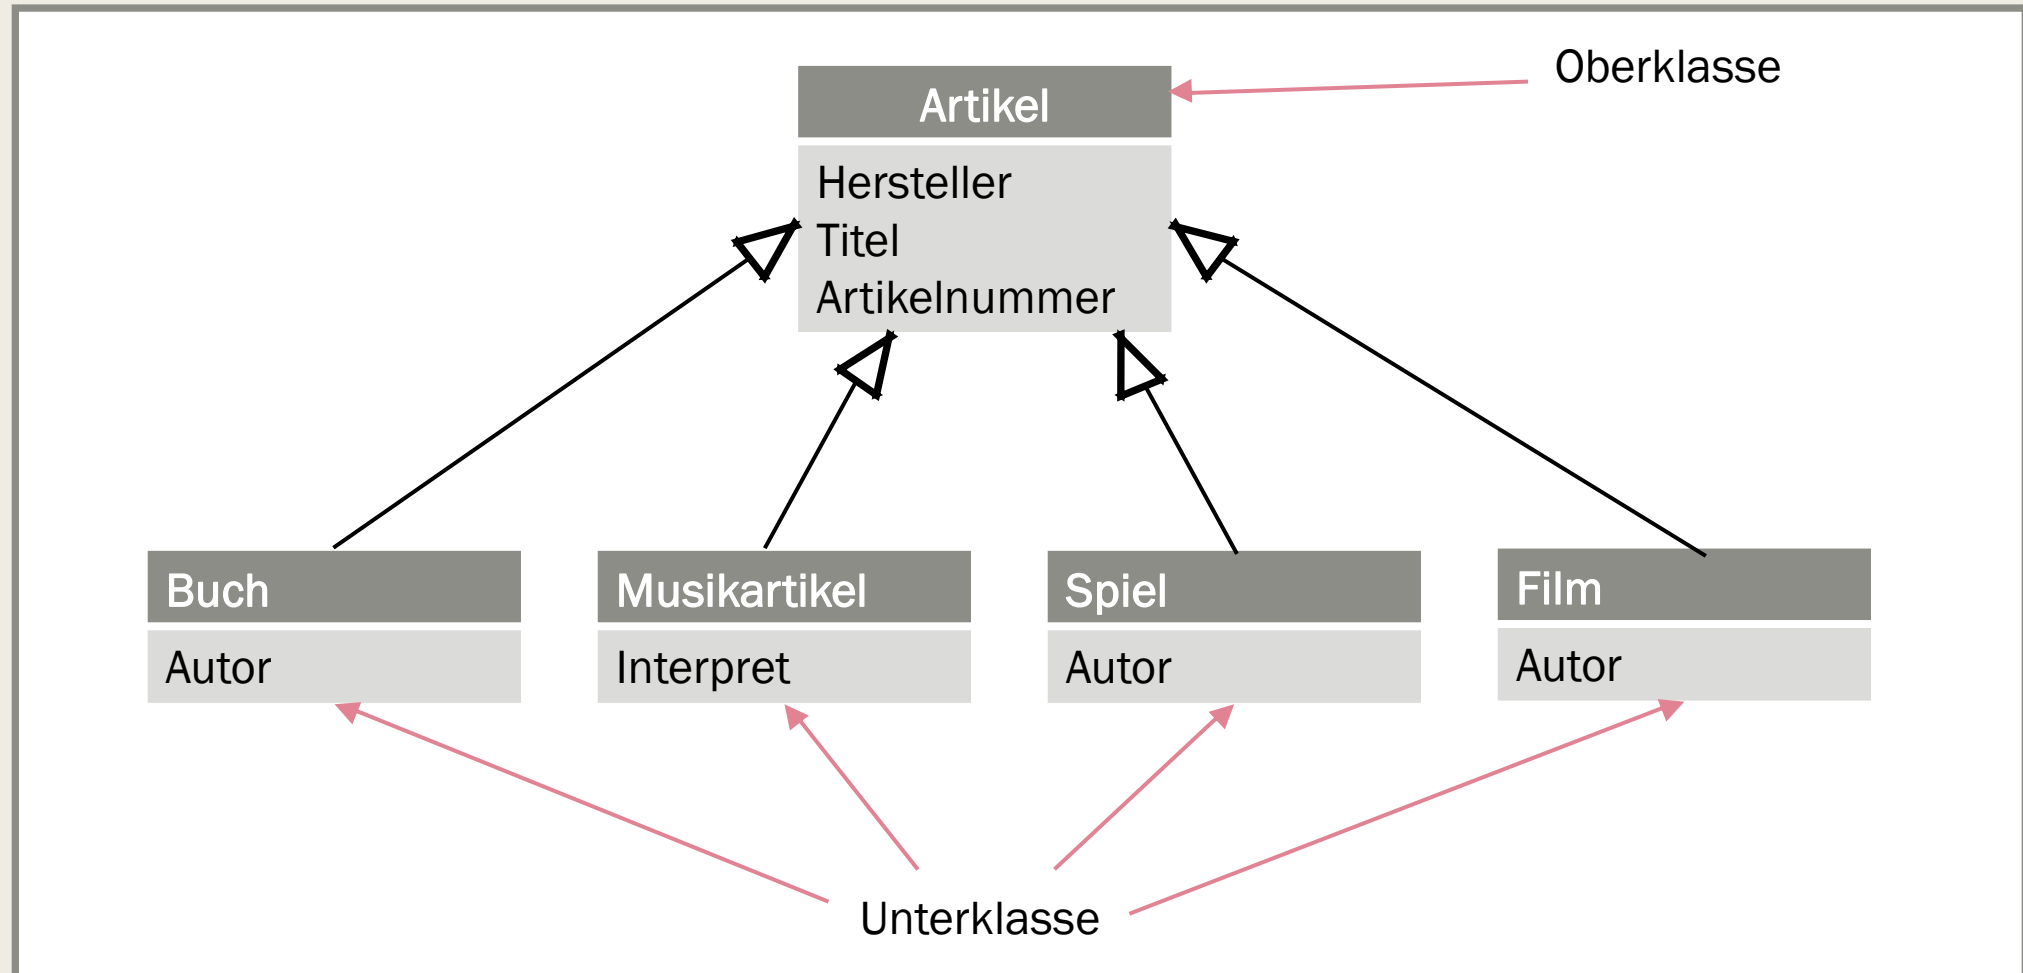 Oberklasse
Artikel
Hersteller
Titel
Artikelnummer
Buch
Autor
Musikartikel
Interpret
Spiel
Autor
Film
Autor
Unterklasse